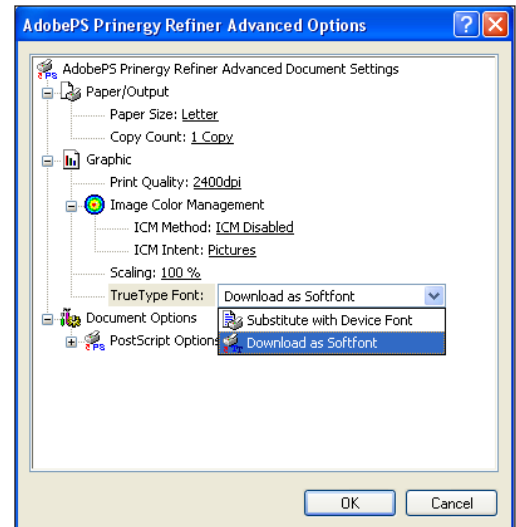 AdobePS Prinergy Refiner Advanced Options
AdobePS Prinergy Refiner Advanced Document Settings
Paper/Output
Paper Size: Letter
Copy Count: 1 Copy
Graphic
Print Quality: 2400dpi
Image Color Management
ICM Method: ICM Disabled
ICM Intent: Pictures
Scaling: 100 %
TrueType Font: Download as Softfont
Document Options Substitute with Device Font
PostScript Options Download as Softfont
OK Cancel